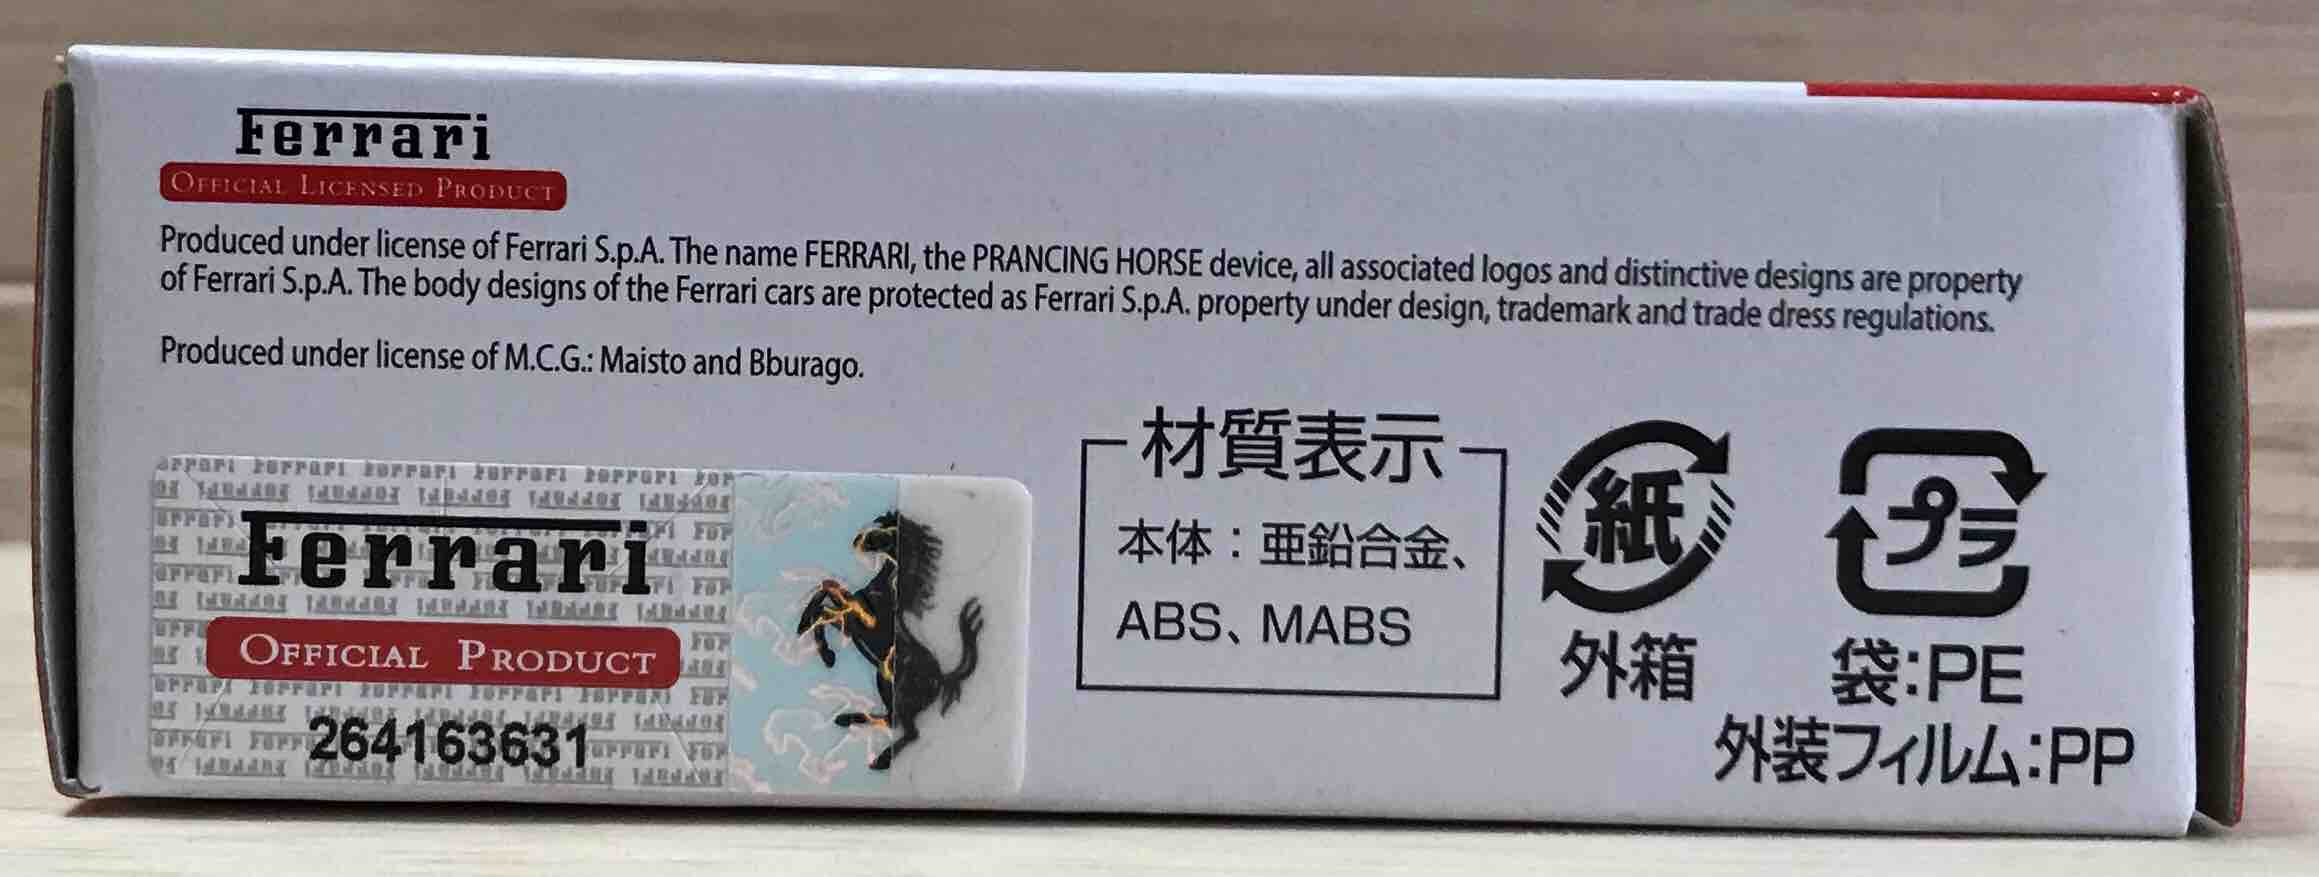 Ferrari
OFFICIAL LICENSED PRODUCT
Produced under license of Ferrari S.p.A. The name FERRARI, the PRANCING HORSE device, all associated logos and distinctive designs are property
of Ferrari S.p.A. The body designs of the Ferrari cars are protected as Ferrari S.p.A. property under design, trademark and trade dress regulations.
Produced under license of M.C.G.: Maisto and Bburago.
Ferrari
OFFICIAL PRODUCT
264163631
材質表示
本体：亜鉛合金、
ABS、MABS
紙
外箱
プラ
袋:PE
外装フィルム:PP